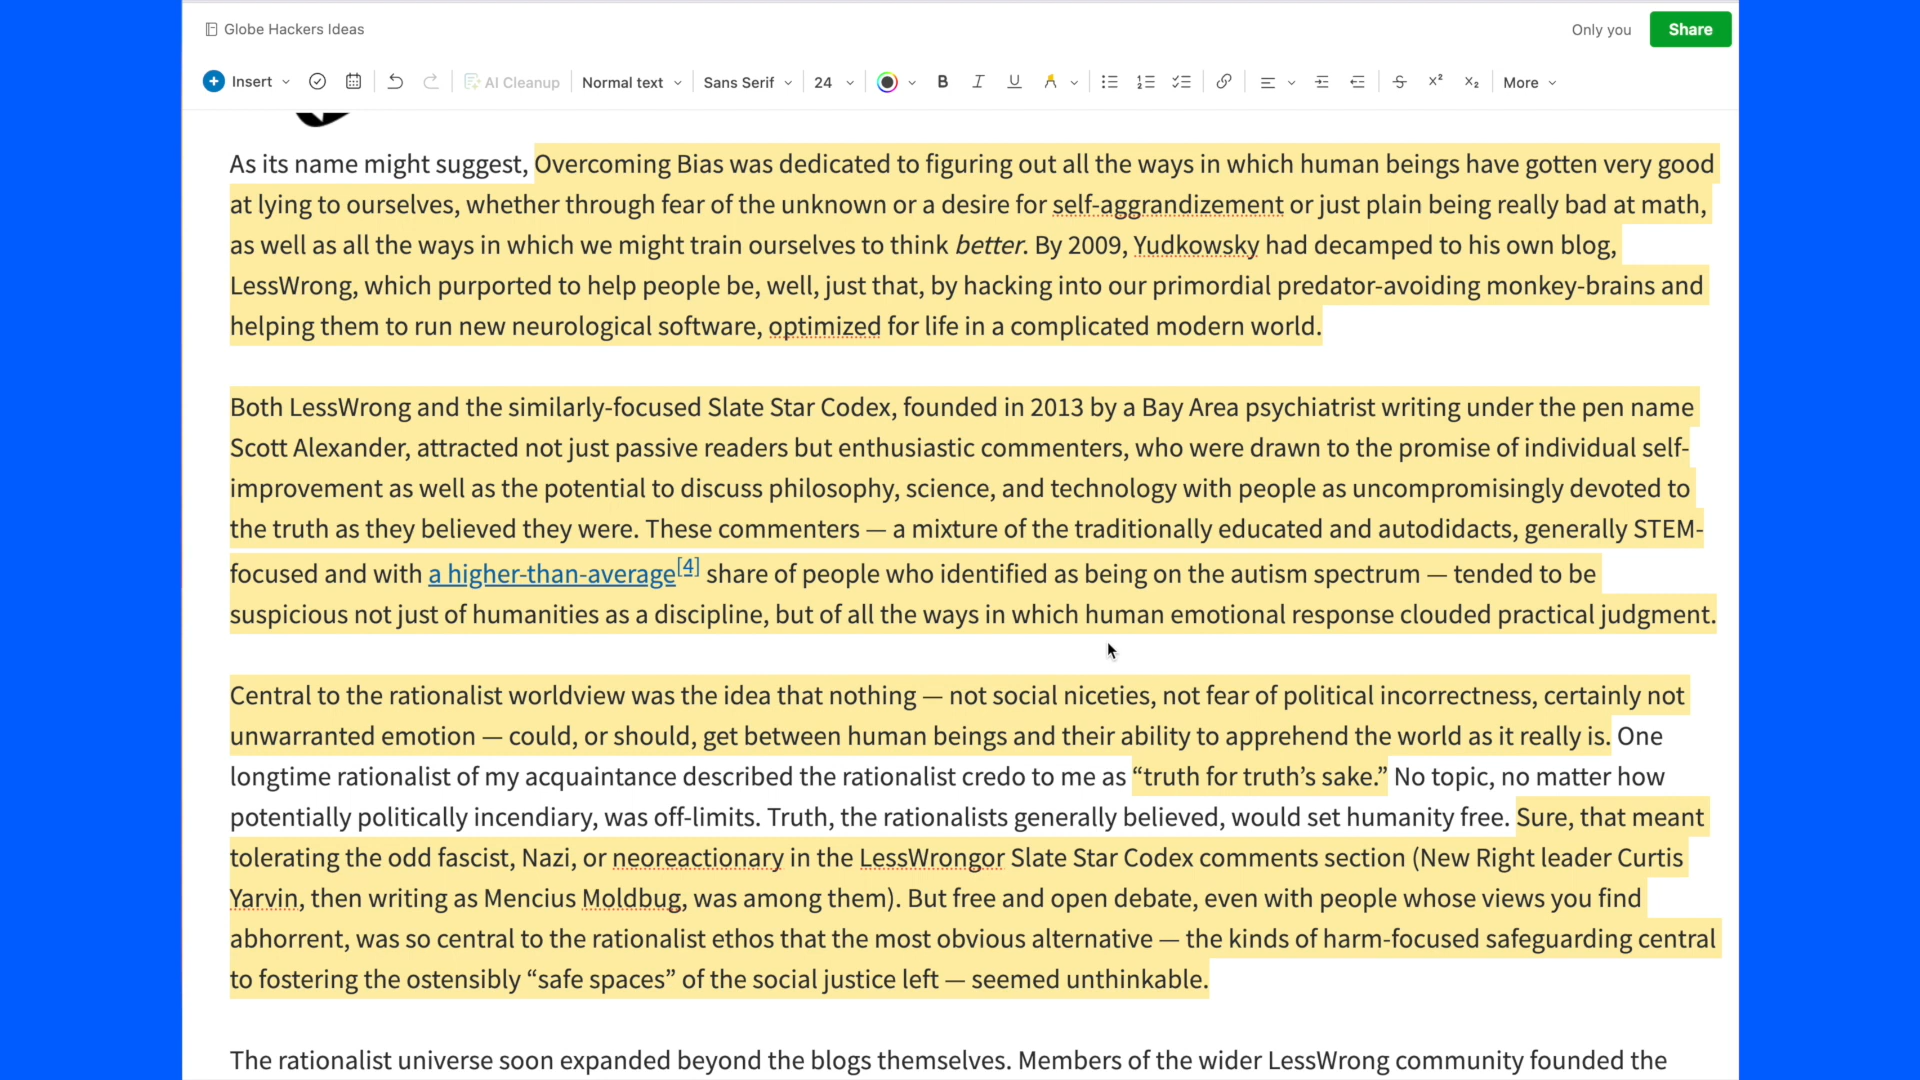 Globe Hackers Ideas
Only you
Share
Insert
AI Cleanup
Normal text
Sans Serif
24
More
As its name might suggest, Overcoming Bias was dedicated to figuring out all the ways in which human beings have gotten very good
at lying to ourselves, whether through fear of the unknown or a desire for self-aggrandizement or just plain being really bad at math,
as well as all the ways in which we might train ourselves to think better. By 2009, Yudkowsky had decamped to his own blog,
LessWrong, which purported to help people be, well, just that, by hacking into our primordial predator-avoiding monkey-brains and
helping them to run new neurological software, optimized for life in a complicated modern world.
Both LessWrong and the similarly-focused Slate Star Codex, founded in 2013 by a Bay Area psychiatrist writing under the pen name
Scott Alexander, attracted not just passive readers but enthusiastic commenters, who were drawn to the promise of individual self-
improvement as well as the potential to discuss philosophy, science, and technology with people as uncompromisingly devoted to
the truth as they believed they were. These commenters — a mixture of the traditionally educated and autodidacts, generally STEM-
focused and with a higher-than-average[4] share of people who identified as being on the autism spectrum — tended to be
suspicious not just of humanities as a discipline, but of all the ways in which human emotional response clouded practical judgment.
Central to the rationalist worldview was the idea that nothing — not social niceties, not fear of political incorrectness, certainly not
unwarranted emotion — could, or should, get between human beings and their ability to apprehend the world as it really is. One
longtime rationalist of my acquaintance described the rationalist credo to me as “truth for truth’s sake.” No topic, no matter how
potentially politically incendiary, was off-limits. Truth, the rationalists generally believed, would set humanity free. Sure, that meant
tolerating the odd fascist, Nazi, or neoreactionary in the LessWrongor Slate Star Codex comments section (New Right leader Curtis
Yarvin, then writing as Mencius Moldbug, was among them). But free and open debate, even with people whose views you find
abhorrent, was so central to the rationalist ethos that the most obvious alternative — the kinds of harm-focused safeguarding central
to fostering the ostensibly “safe spaces” of the social justice left — seemed unthinkable.
The rationalist universe soon expanded beyond the blogs themselves. Members of the wider LessWrong community founded the